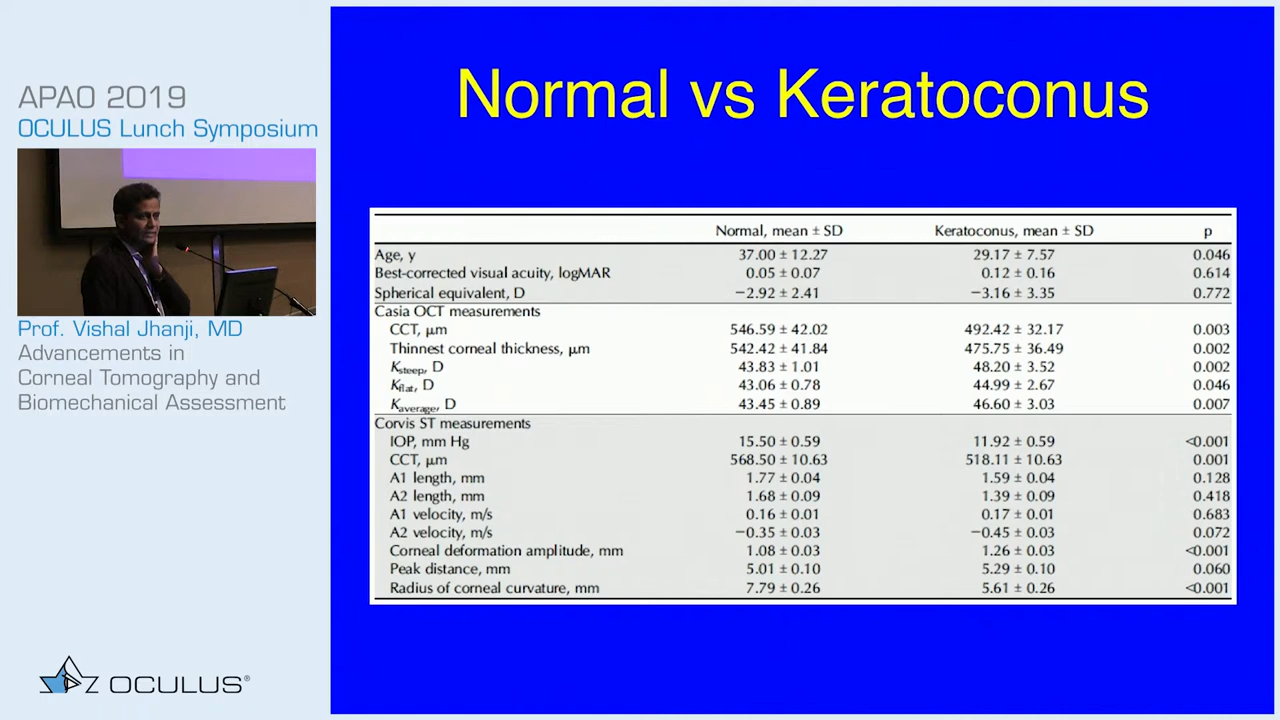 APAO 2019
OCULUS Lunch Symposium
Prof. Vishal Jhanji, MD
Advancements in
Corneal Tomography and
Biomechanical Assessment
OCULUS®
Normal vs Keratoconus
Normal, mean ± SD Keratoconus, mean ± SD p
Age, y 37.00 ± 12.27 29.17 ± 7.57 0.046
Best-corrected visual acuity, logMAR 0.05 ± 0.07 0.12 ± 0.16 0.614
Spherical equivalent, D −2.92 ± 2.41 −3.16 ± 3.35 0.772
Casia OCT measurements
CCT, μm 546.59 ± 42.02 492.42 ± 32.17 0.003
Thinnest corneal thickness, μm 542.42 ± 41.84 475.75 ± 36.49 0.002
Ksteep, D 43.83 ± 1.01 48.20 ± 3.52 0.002
Kflat, D 43.06 ± 0.78 44.99 ± 2.67 0.046
Kaverage, D 43.45 ± 0.89 46.60 ± 3.03 0.007
Corvis ST measurements
IOP, mm Hg 15.50 ± 0.59 11.92 ± 0.59 <0.001
CCT, μm 568.50 ± 10.63 518.11 ± 10.63 0.001
A1 length, mm 1.77 ± 0.04 1.59 ± 0.04 0.128
A2 length, mm 1.68 ± 0.09 1.39 ± 0.09 0.418
A1 velocity, m/s 0.16 ± 0.01 0.17 ± 0.01 0.683
A2 velocity, m/s −0.35 ± 0.03 −0.45 ± 0.03 0.072
Corneal deformation amplitude, mm 1.08 ± 0.03 1.26 ± 0.03 <0.001
Peak distance, mm 5.01 ± 0.10 5.29 ± 0.10 0.060
Radius of corneal curvature, mm 7.79 ± 0.26 5.61 ± 0.26 <0.001